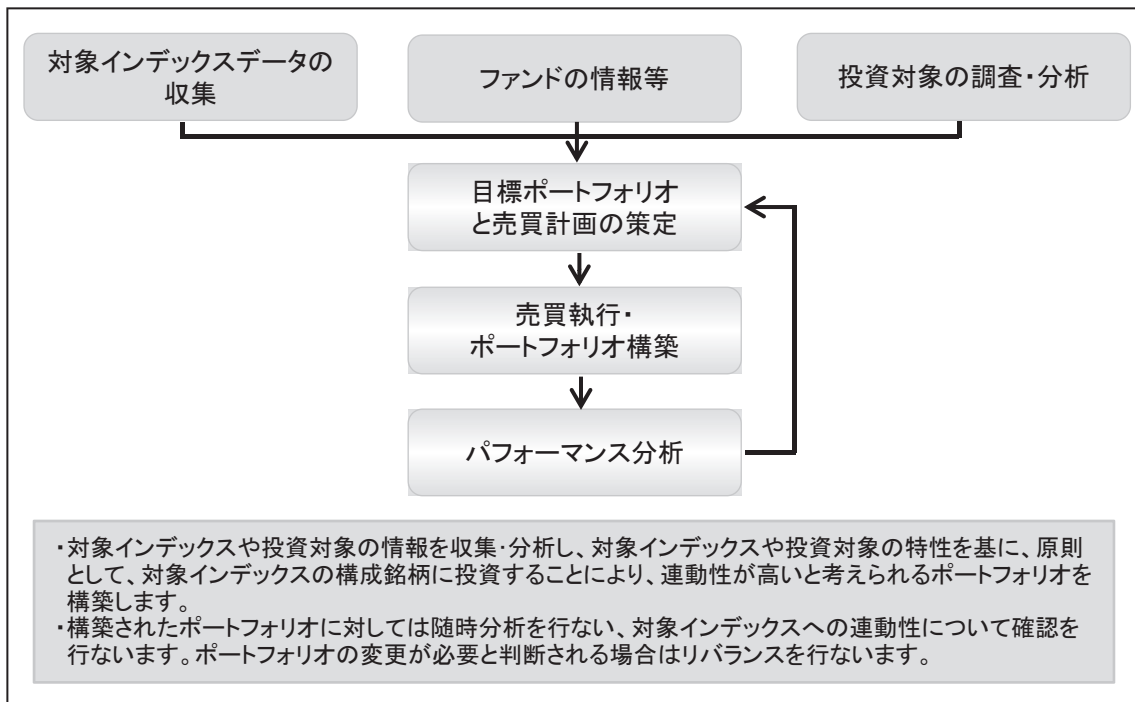 対象インデックスデータの
収集
ファンドの情報等
投資対象の調査・分析
目標ポートフォリオ
と売買計画の策定
売買執行・
ポートフォリオ構築
パフォーマンス分析
・対象インデックスや投資対象の情報を収集・分析し、対象インデックスや投資対象の特性を基に、原則
として、対象インデックスの構成銘柄に投資することにより、連動性が高いと考えられるポートフォリオを
構築します。
・構築されたポートフォリオに対しては随時分析を行ない、対象インデックスへの連動性について確認を
行ないます。ポートフォリオの変更が必要と判断される場合はリバランスを行ないます。